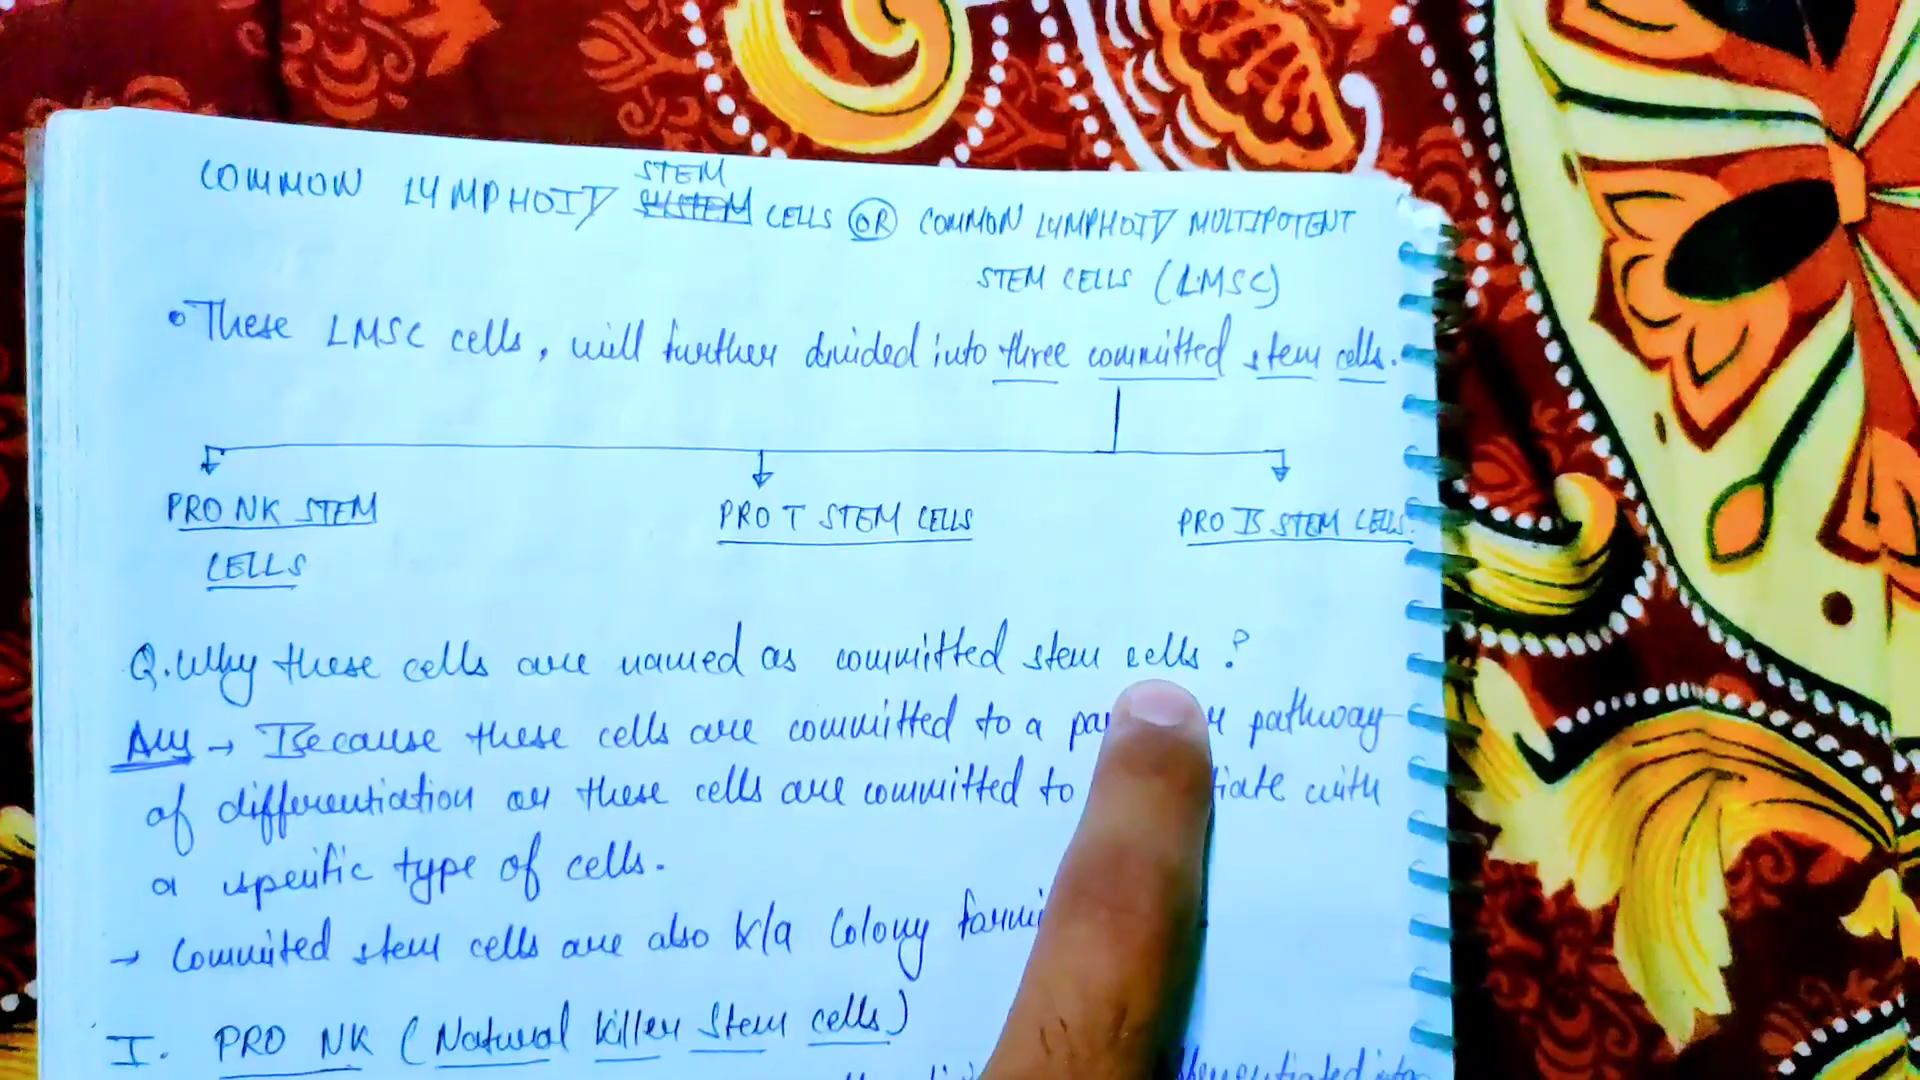 COMMON LYMPHOID STEM CELLS OR COMMON LYMPHOID MULTIPOTENT
STEM CELLS (LMSC)
• These LMSC cells, will further divided into three committed stem cells.
PRO NK STEM CELLS
PRO T STEM CELLS
PRO B STEM CELLS.
Q. Why these cells are named as committed stem cells ?
Ans → Because these cells are committed to a pathway
of differentiation or these cells are committed to with
a specific type of cells.
→ Commited stem cells are also k/a Colony
I. PRO NK (Natural killer stem cells)